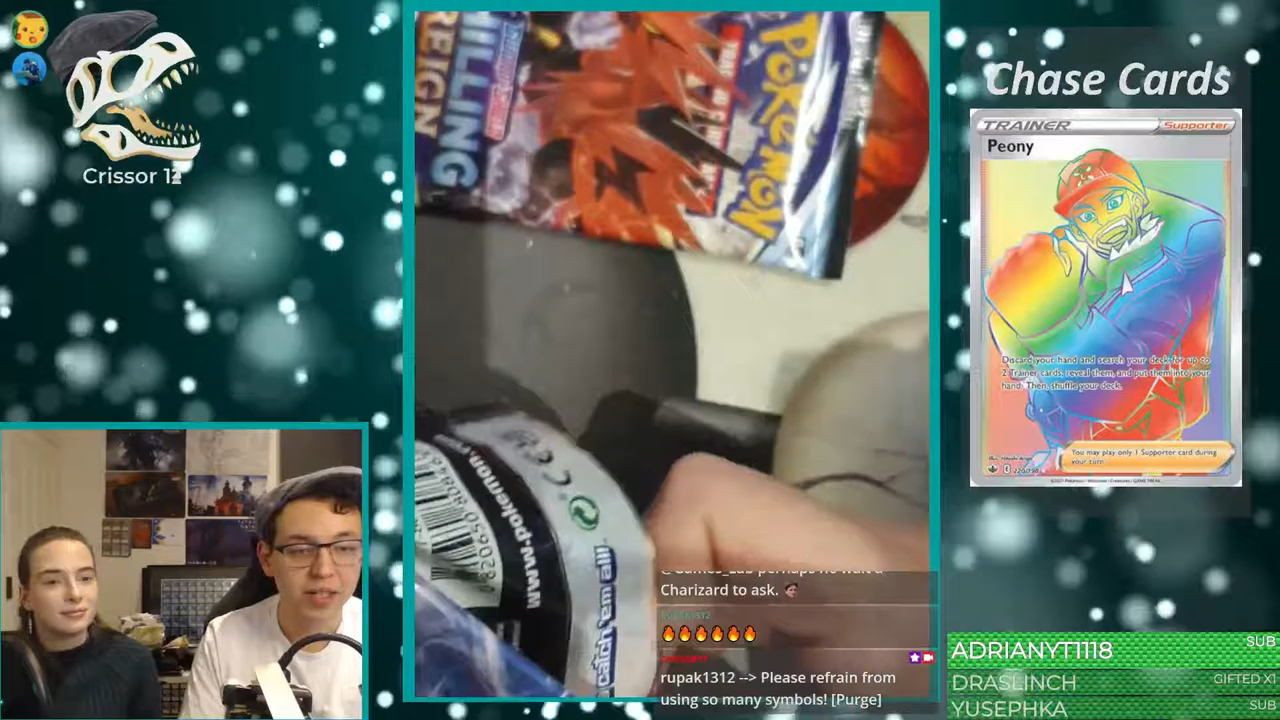 Crissor 12
CHILLING
REIGN
POKéMON
0820650
www.pokemon.
catch 'em all!
Charizard to ask.
rupak1312 --> Please refrain from
using so many symbols! [Purge]
Chase Cards
TRAINER
Supporter
Peony
Discard your hand and search your deck for up to
2 Trainer cards, reveal them, and put them into your
hand. Then, shuffle your deck.
You may play only 1 Supporter card during
your turn.
ADRIANYT1118
SUB
DRASLINCH
GIFTED X1
YUSEPHKA
SUB